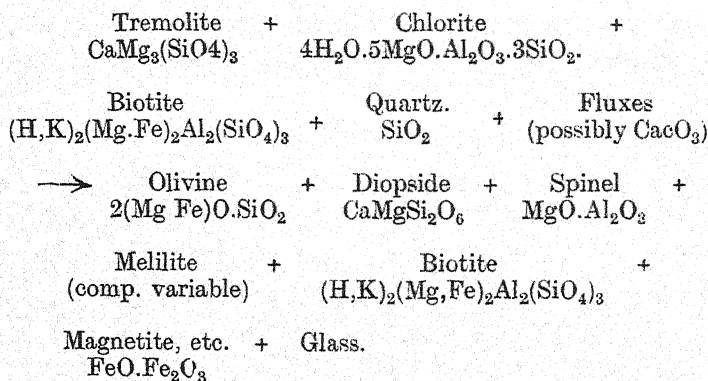 Tremolite + Chlorite +
CaMg₃(SiO4)₃ 4H₂O.5MgO.Al₂O₃.3SiO₂.
Biotite Quartz. Fluxes
(H,K)₂(Mg.Fe)₂Al₂(SiO₄)₃ + SiO₂ + (possibly CacO₃)
⟶ Olivine + Diopside + Spinel +
2(Mg Fe)O.SiO₂ CaMgSi₂O₆ MgO.Al₂O₃
Melilite + Biotite +
(comp. variable) (H,K)₂(Mg,Fe)₂Al₂(SiO₄)₃
Magnetite, etc. + Glass.
FeO.Fe₂O₃